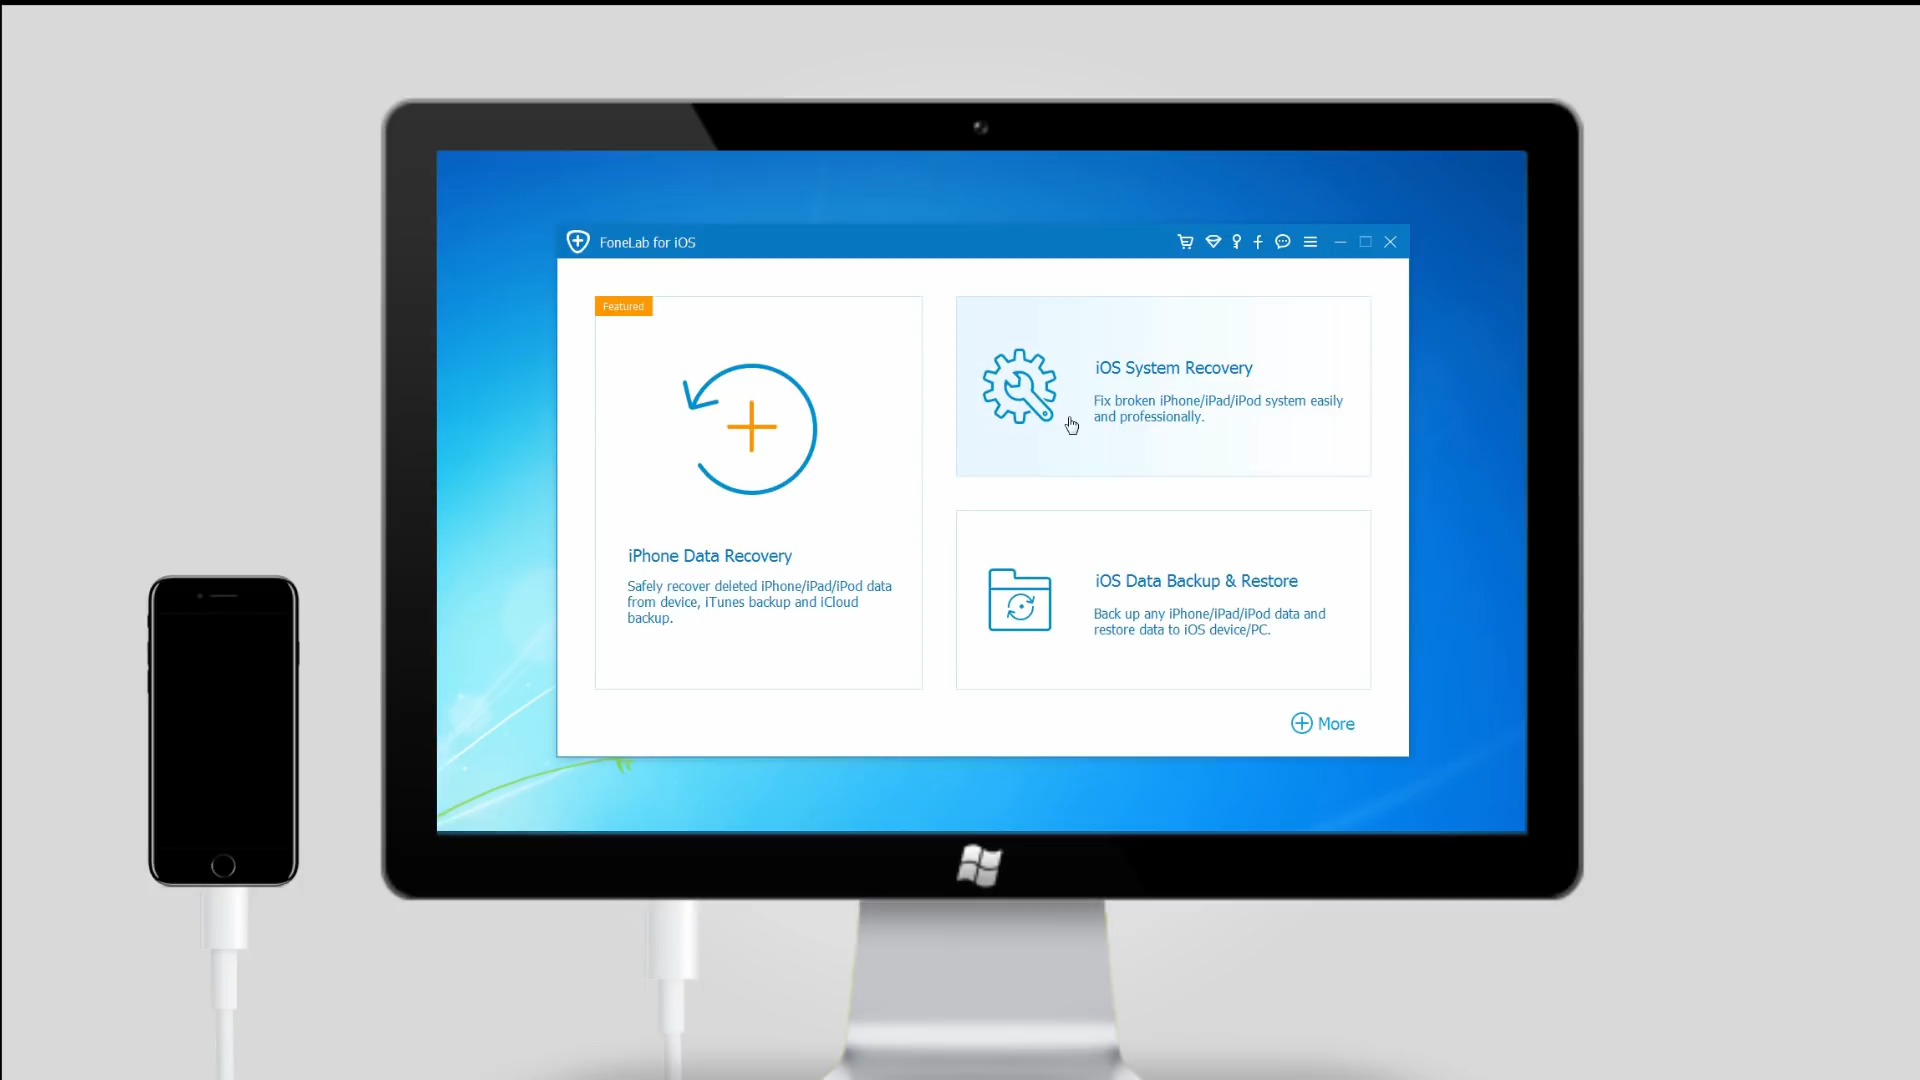 FoneLab for iOS
Featured
iPhone Data Recovery
Safely recover deleted iPhone/iPad/iPod data
from device, iTunes backup and iCloud
backup.
iOS System Recovery
Fix broken iPhone/iPad/iPod system easily
and professionally.
iOS Data Backup & Restore
Back up any iPhone/iPad/iPod data and
restore data to iOS device/PC.
More